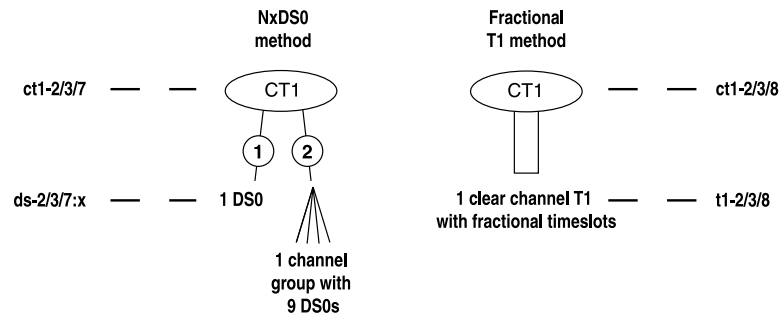 NxDS0
method
Fractional
T1 method
ct1-2/3/7
CT1
CT1
ct1-2/3/8
1
2
ds-2/3/7:x
1 DS0
1 clear channel T1
with fractional timeslots
t1-2/3/8
1 channel
group with
9 DS0s